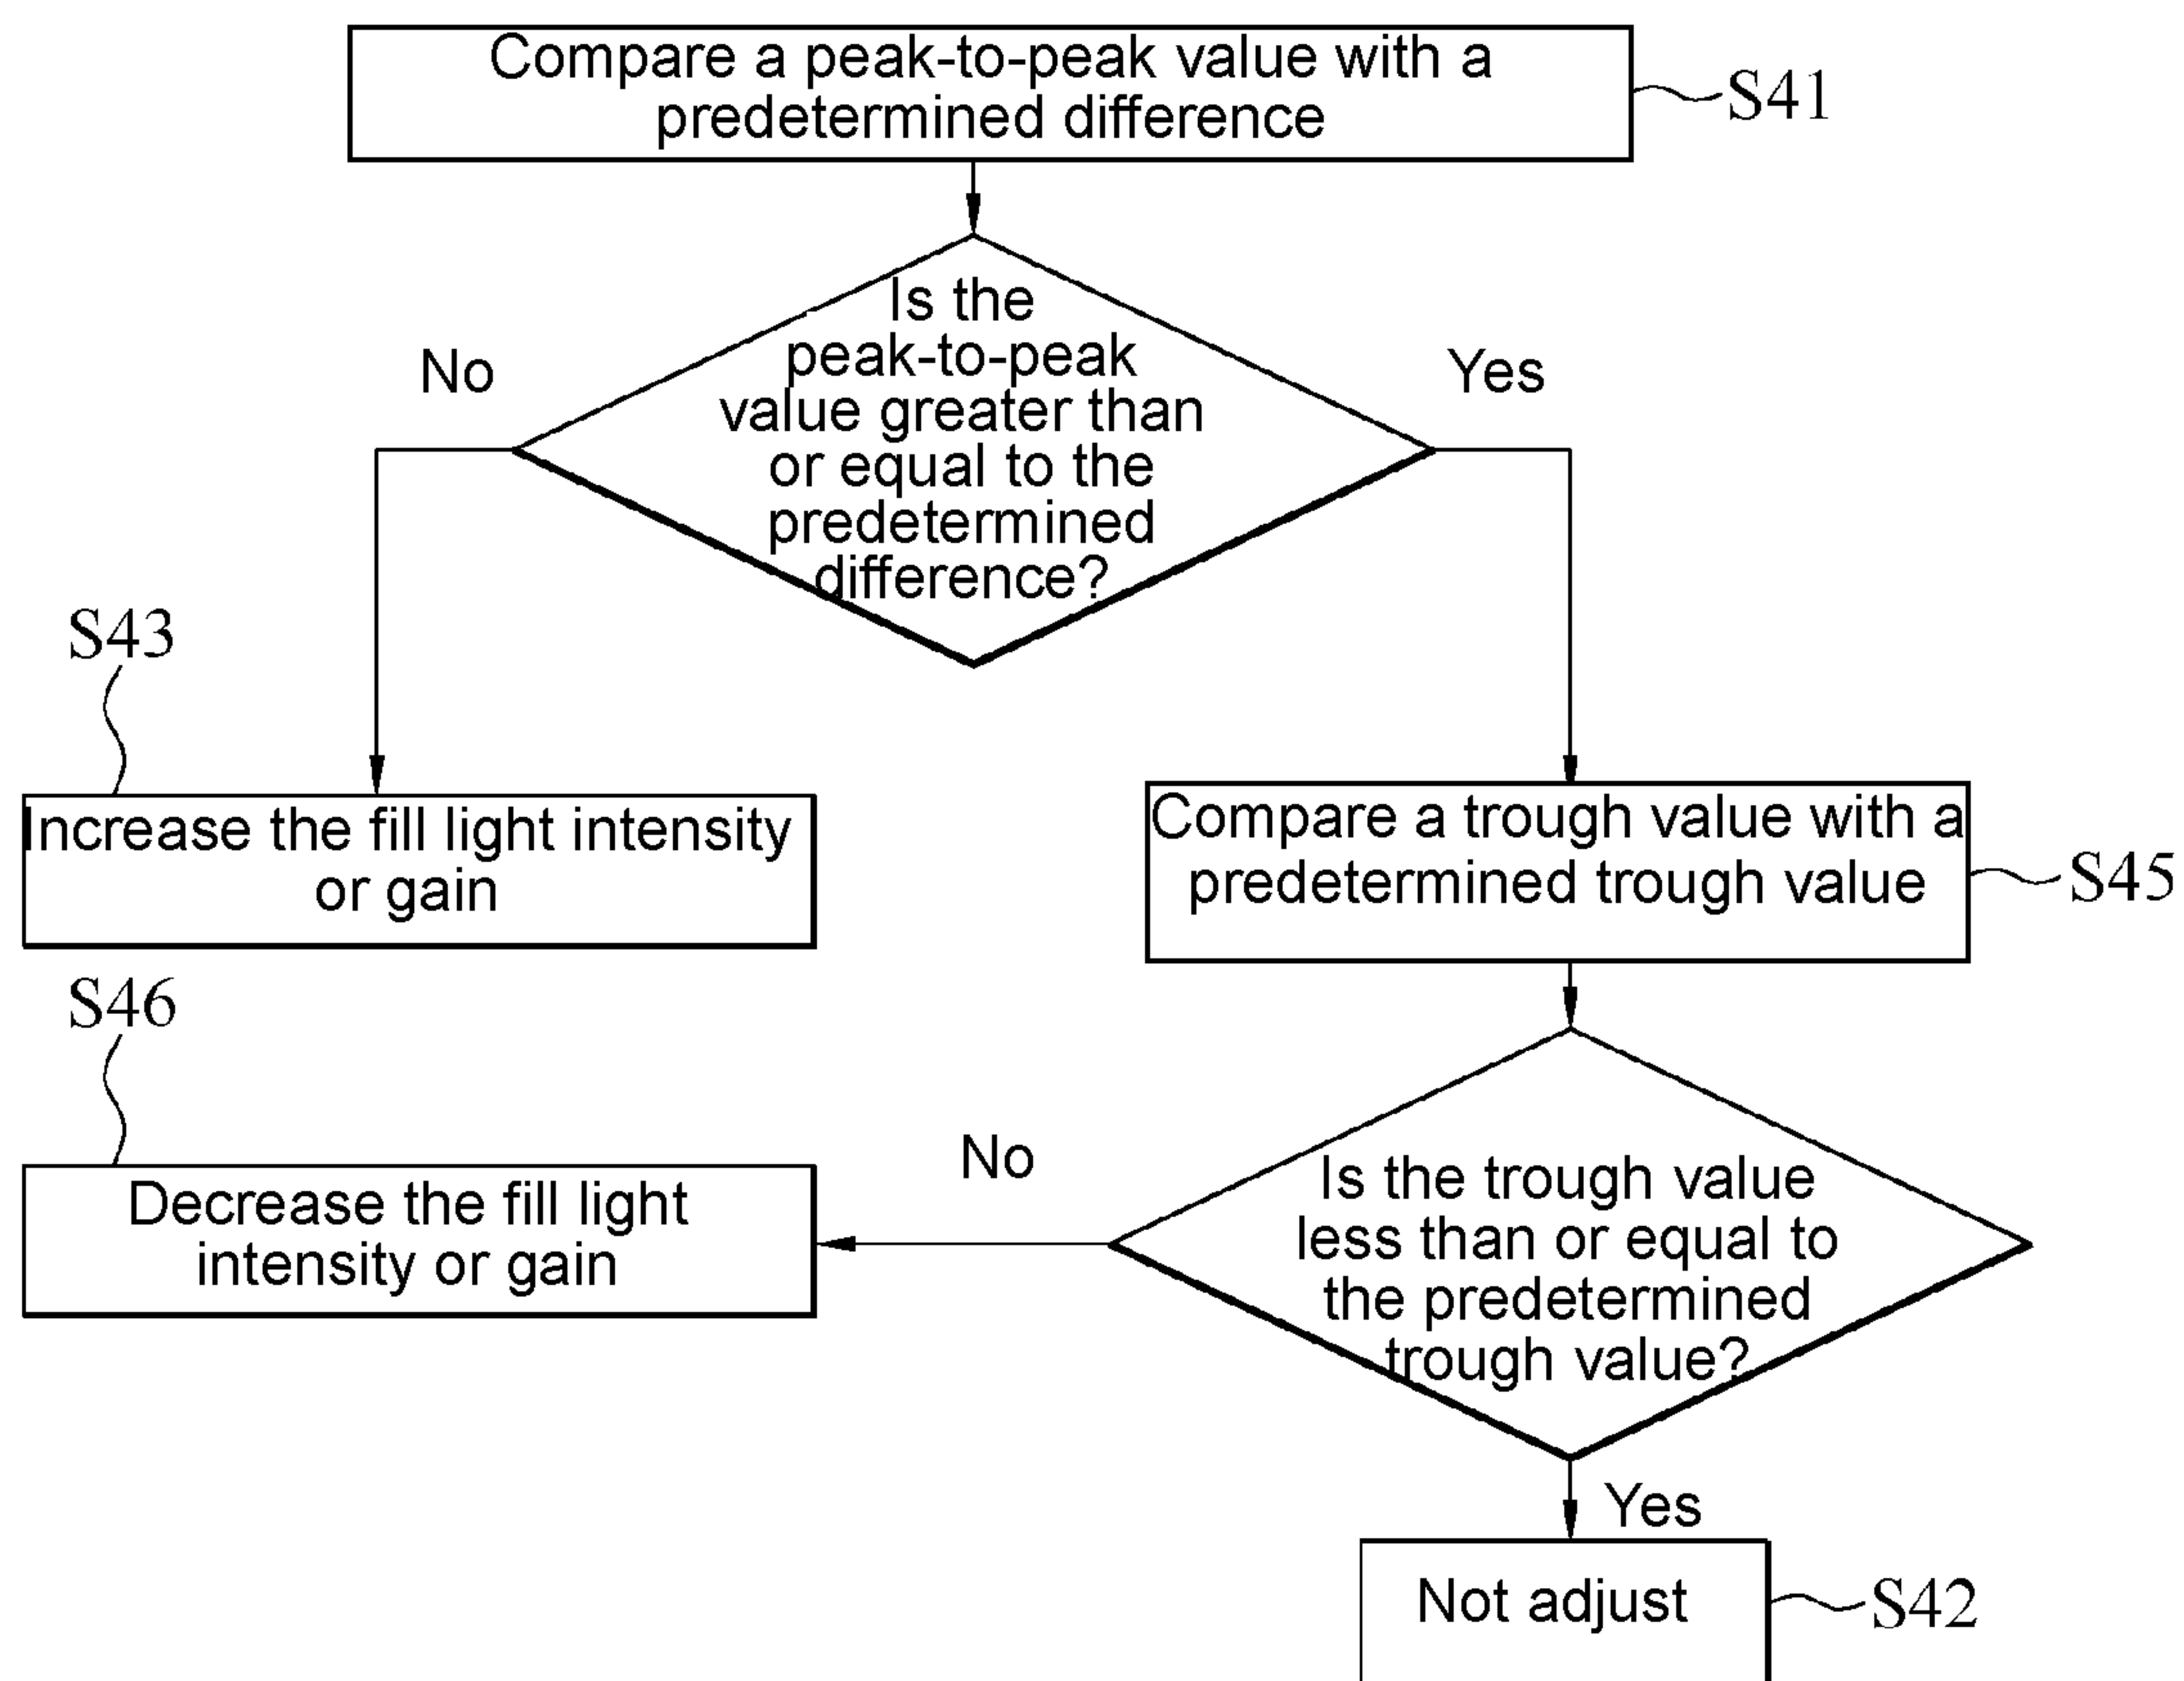 Compare a peak-to-peak value with a
predetermined difference
S41
Is the
peak-to-peak
value greater than
or equal to the
predetermined
difference?
No
Yes
S43
Increase the fill light intensity
or gain
Compare a trough value with a
predetermined trough value
S45
S46
Decrease the fill light
intensity or gain
No
Is the trough value
less than or equal to
the predetermined
trough value?
Yes
Not adjust
S42